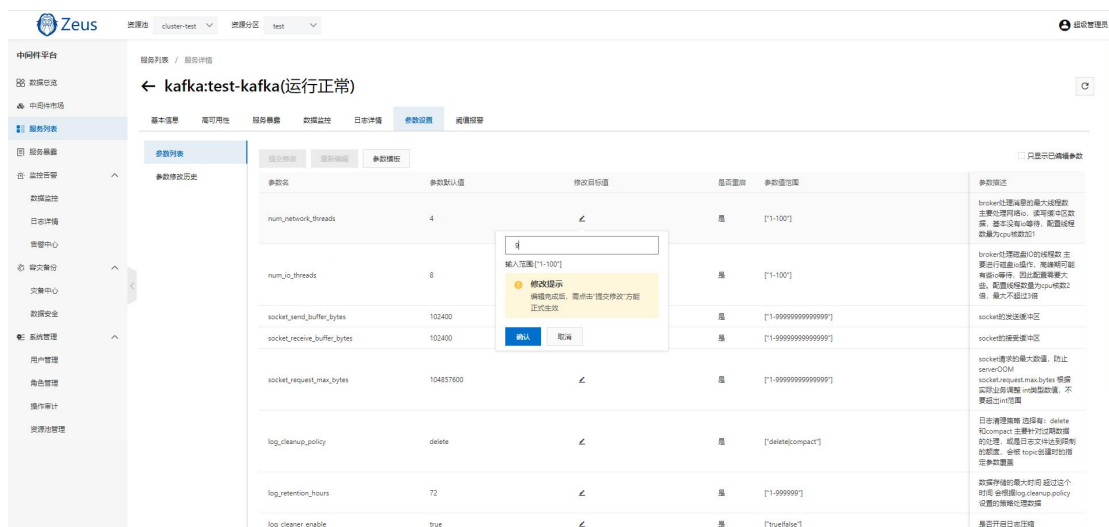 Zeus
资源池 cluster-test 资源分区 test
超级管理员
中间件平台
数据总览
中间件市场
服务列表
服务暴露
监控告警
数据监控
日志详情
告警中心
容灾备份
灾备中心
数据安全
系统管理
用户管理
角色管理
操作审计
资源池管理
服务列表 / 服务详情
kafka:test-kafka(运行正常)
基本信息 高可用性 服务暴露 数据监控 日志详情 参数设置 阈值报警
参数列表
参数修改历史
提交修改 重新编辑 参数模板
只显示已编辑参数
参数名 参数默认值 修改目标值 是否重启 参数值范围 参数描述
num_network_threads 4 是 ["1-100"]
broker处理消息的最大线程数
主要处理网络io，读写缓冲区数
据，基本没有io等待，配置线程
数量为cpu核数加1
9
输入范围:["1-100"]
修改提示
编辑完成后，需点击"提交修改"方能
正式生效
确认 取消
num_io_threads 8 是 ["1-100"]
broker处理磁盘IO的线程数 主
要进行磁盘io操作，高峰期可能
有些io等待，因此配置需要大
些。配置线程数量为cpu核数2
倍，最大不超过3倍
socket_send_buffer_bytes 102400 是 ["1-99999999999999"] socket的发送缓冲区
socket_receive_buffer_bytes 102400 是 ["1-99999999999999"] socket的接受缓冲区
socket_request_max_bytes 104857600 是 ["1-99999999999999"]
socket请求的最大数值，防止
serverOOM
socket.request.max.bytes 根据
实际业务调整 int类型数值，不
要超出int范围
log_cleanup_policy delete 是 ["delete|compact"]
日志清理策略 选择有：delete
和compact 主要针对过期数据
的处理，或是日志文件达到限制
的额度，会被 topic创建时的指
定参数覆盖
log_retention_hours 72 是 ["1-999999"]
数据存储的最大时间 超过这个
时间 会根据log.cleanup.policy
设置的策略处理数据
log_cleaner_enable true 是 ["true|false"] 是否开启日志压缩